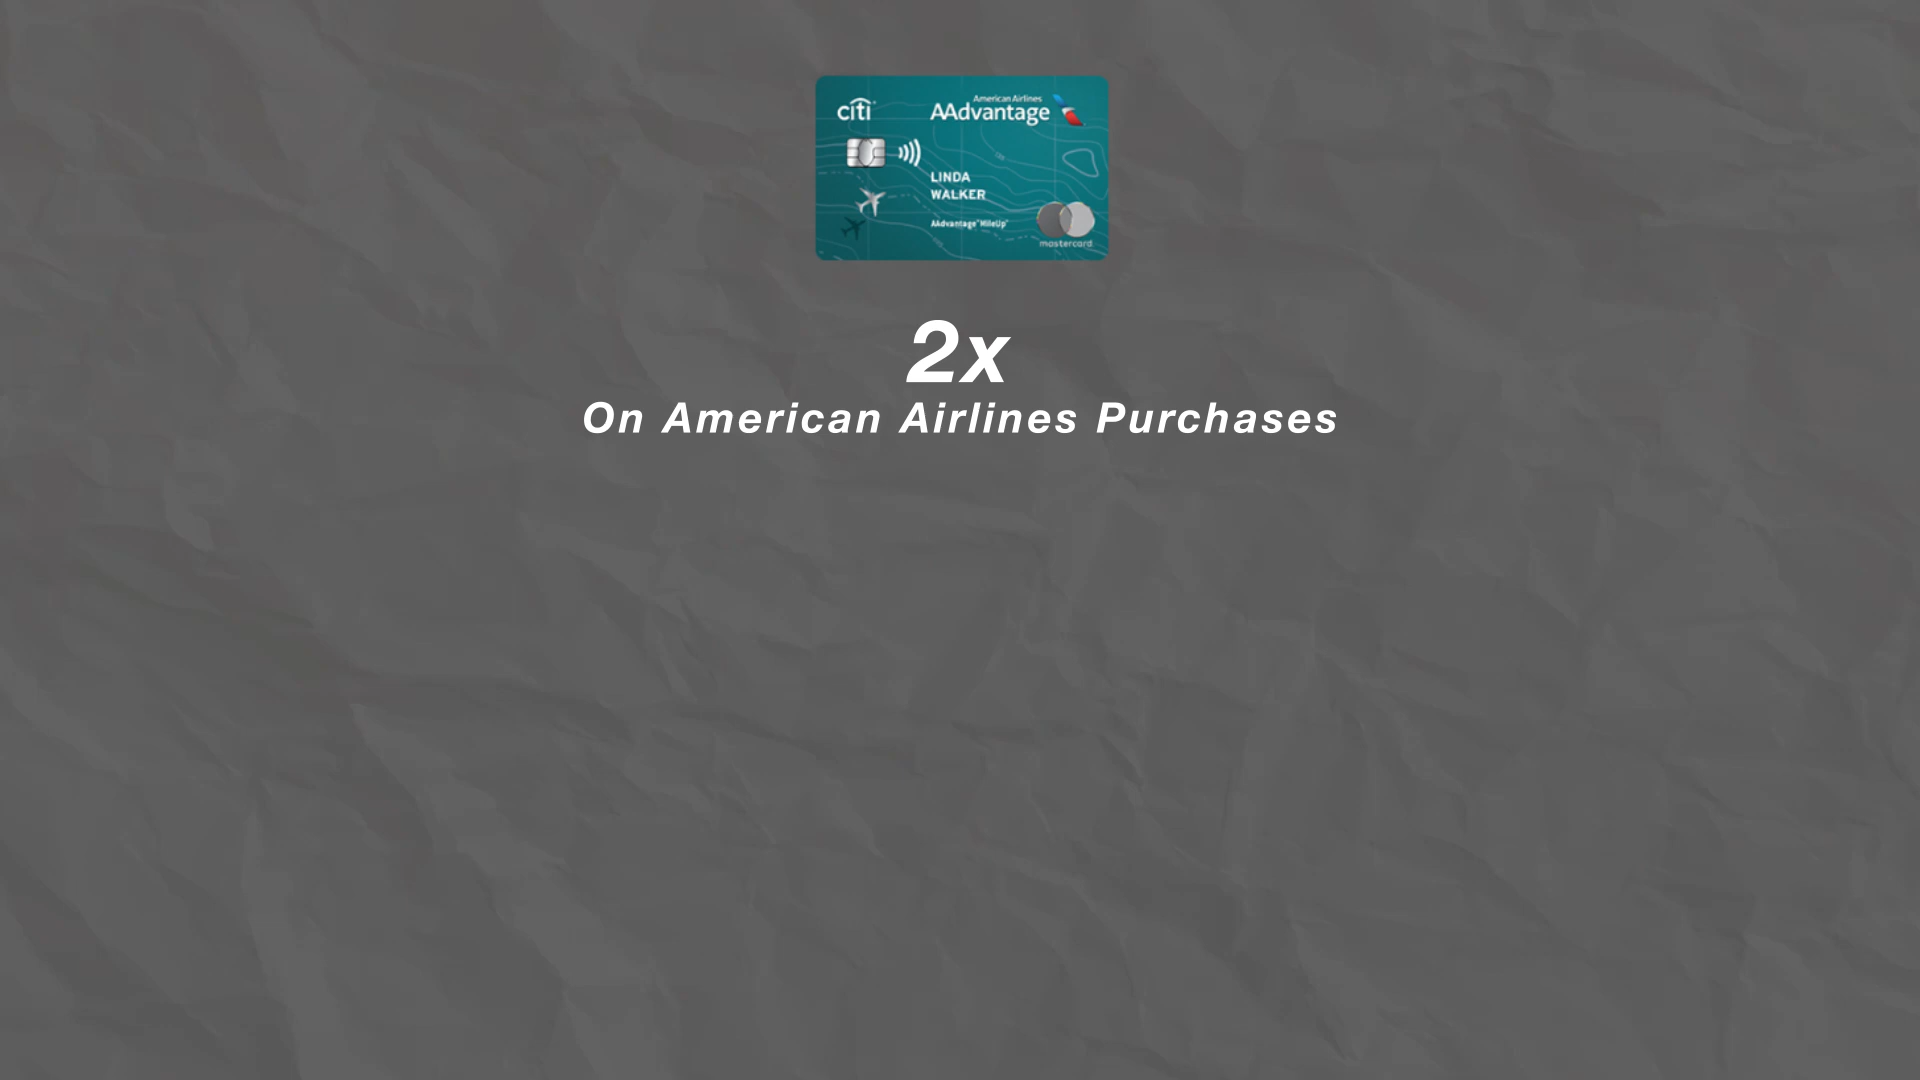 citi
American Airlines
AAdvantage
LINDA
WALKER
AAdvantage® MileUp®
mastercard
2x
On American Airlines Purchases